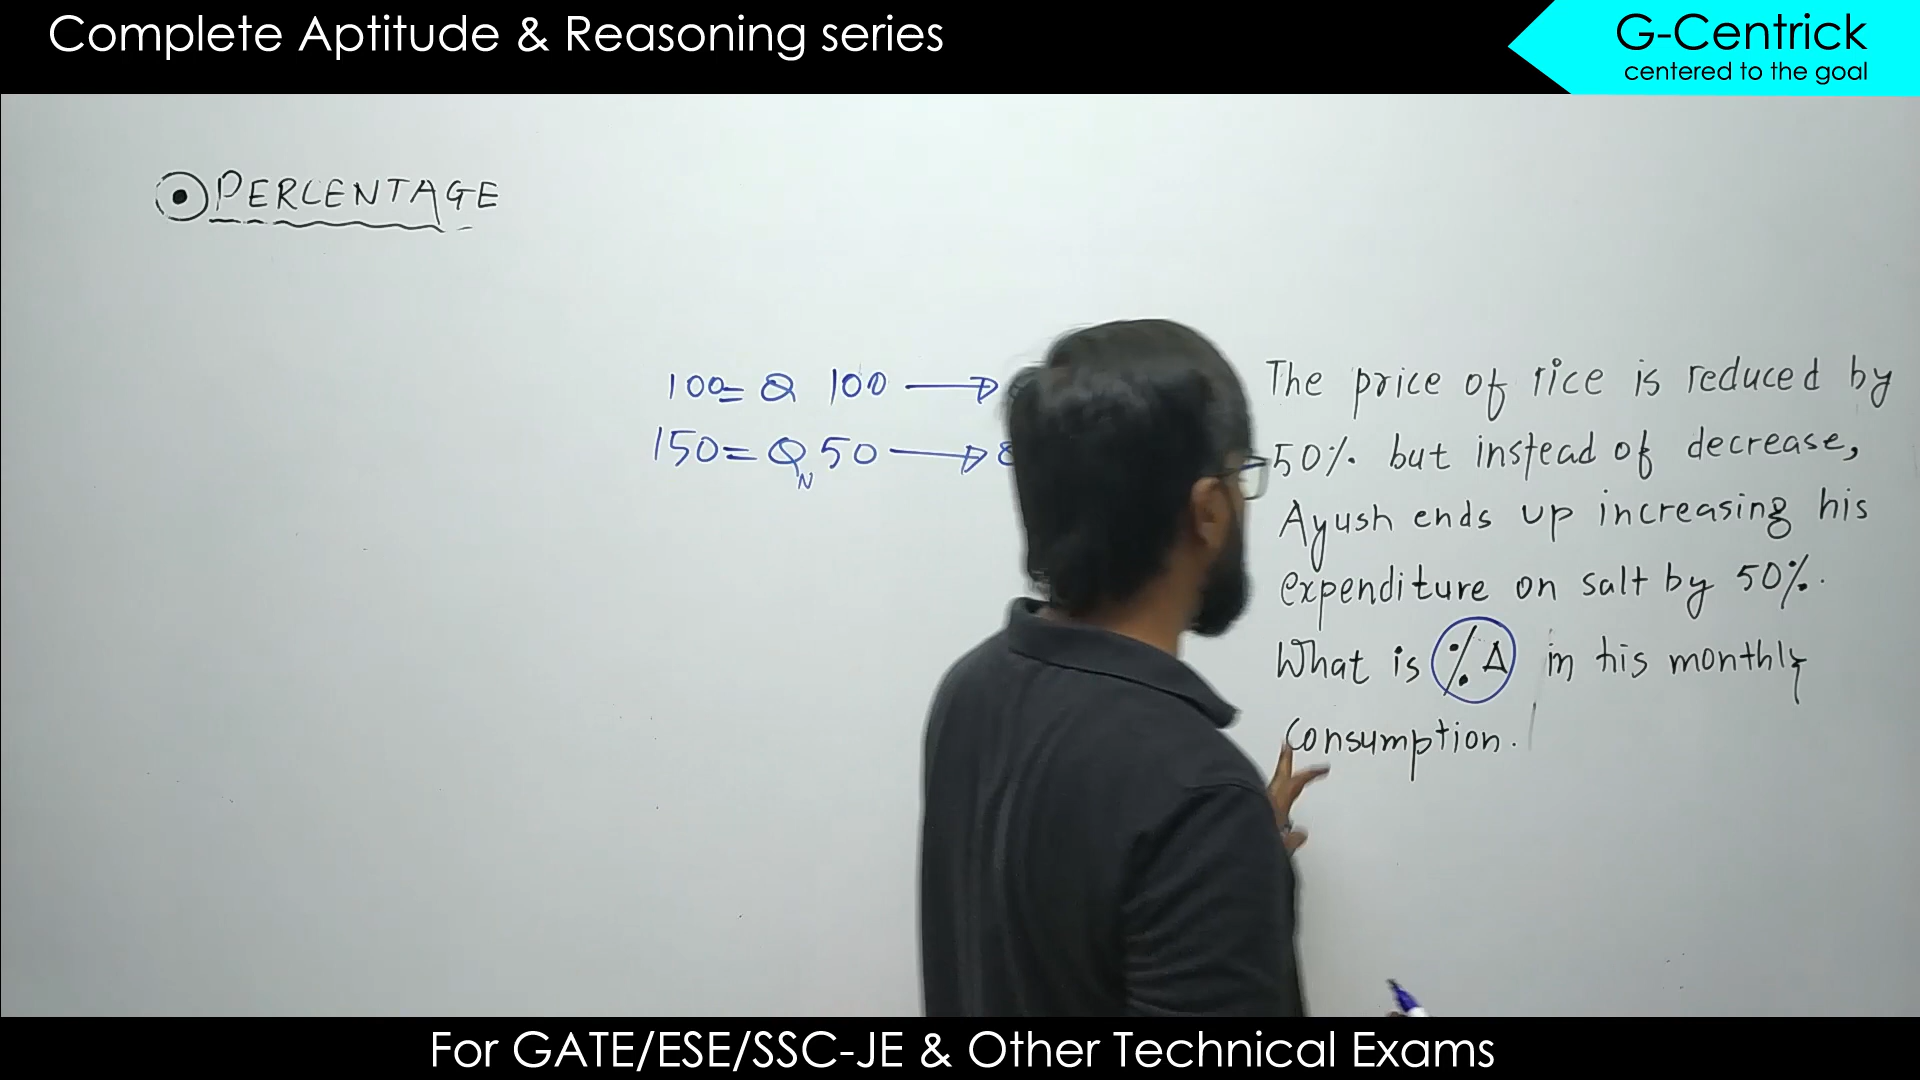 Complete Aptitude & Reasoning series
G-Centrick
centered to the goal
PERCENTAGE
100= Q 100
150= Q N 50
The price of rice is reduced by
50% but instead of decrease,
Ayush ends up increasing his
expenditure on salt by 50%.
What is %Δ in his monthly
Consumption.
For GATE/ESE/SSC-JE & Other Technical Exams